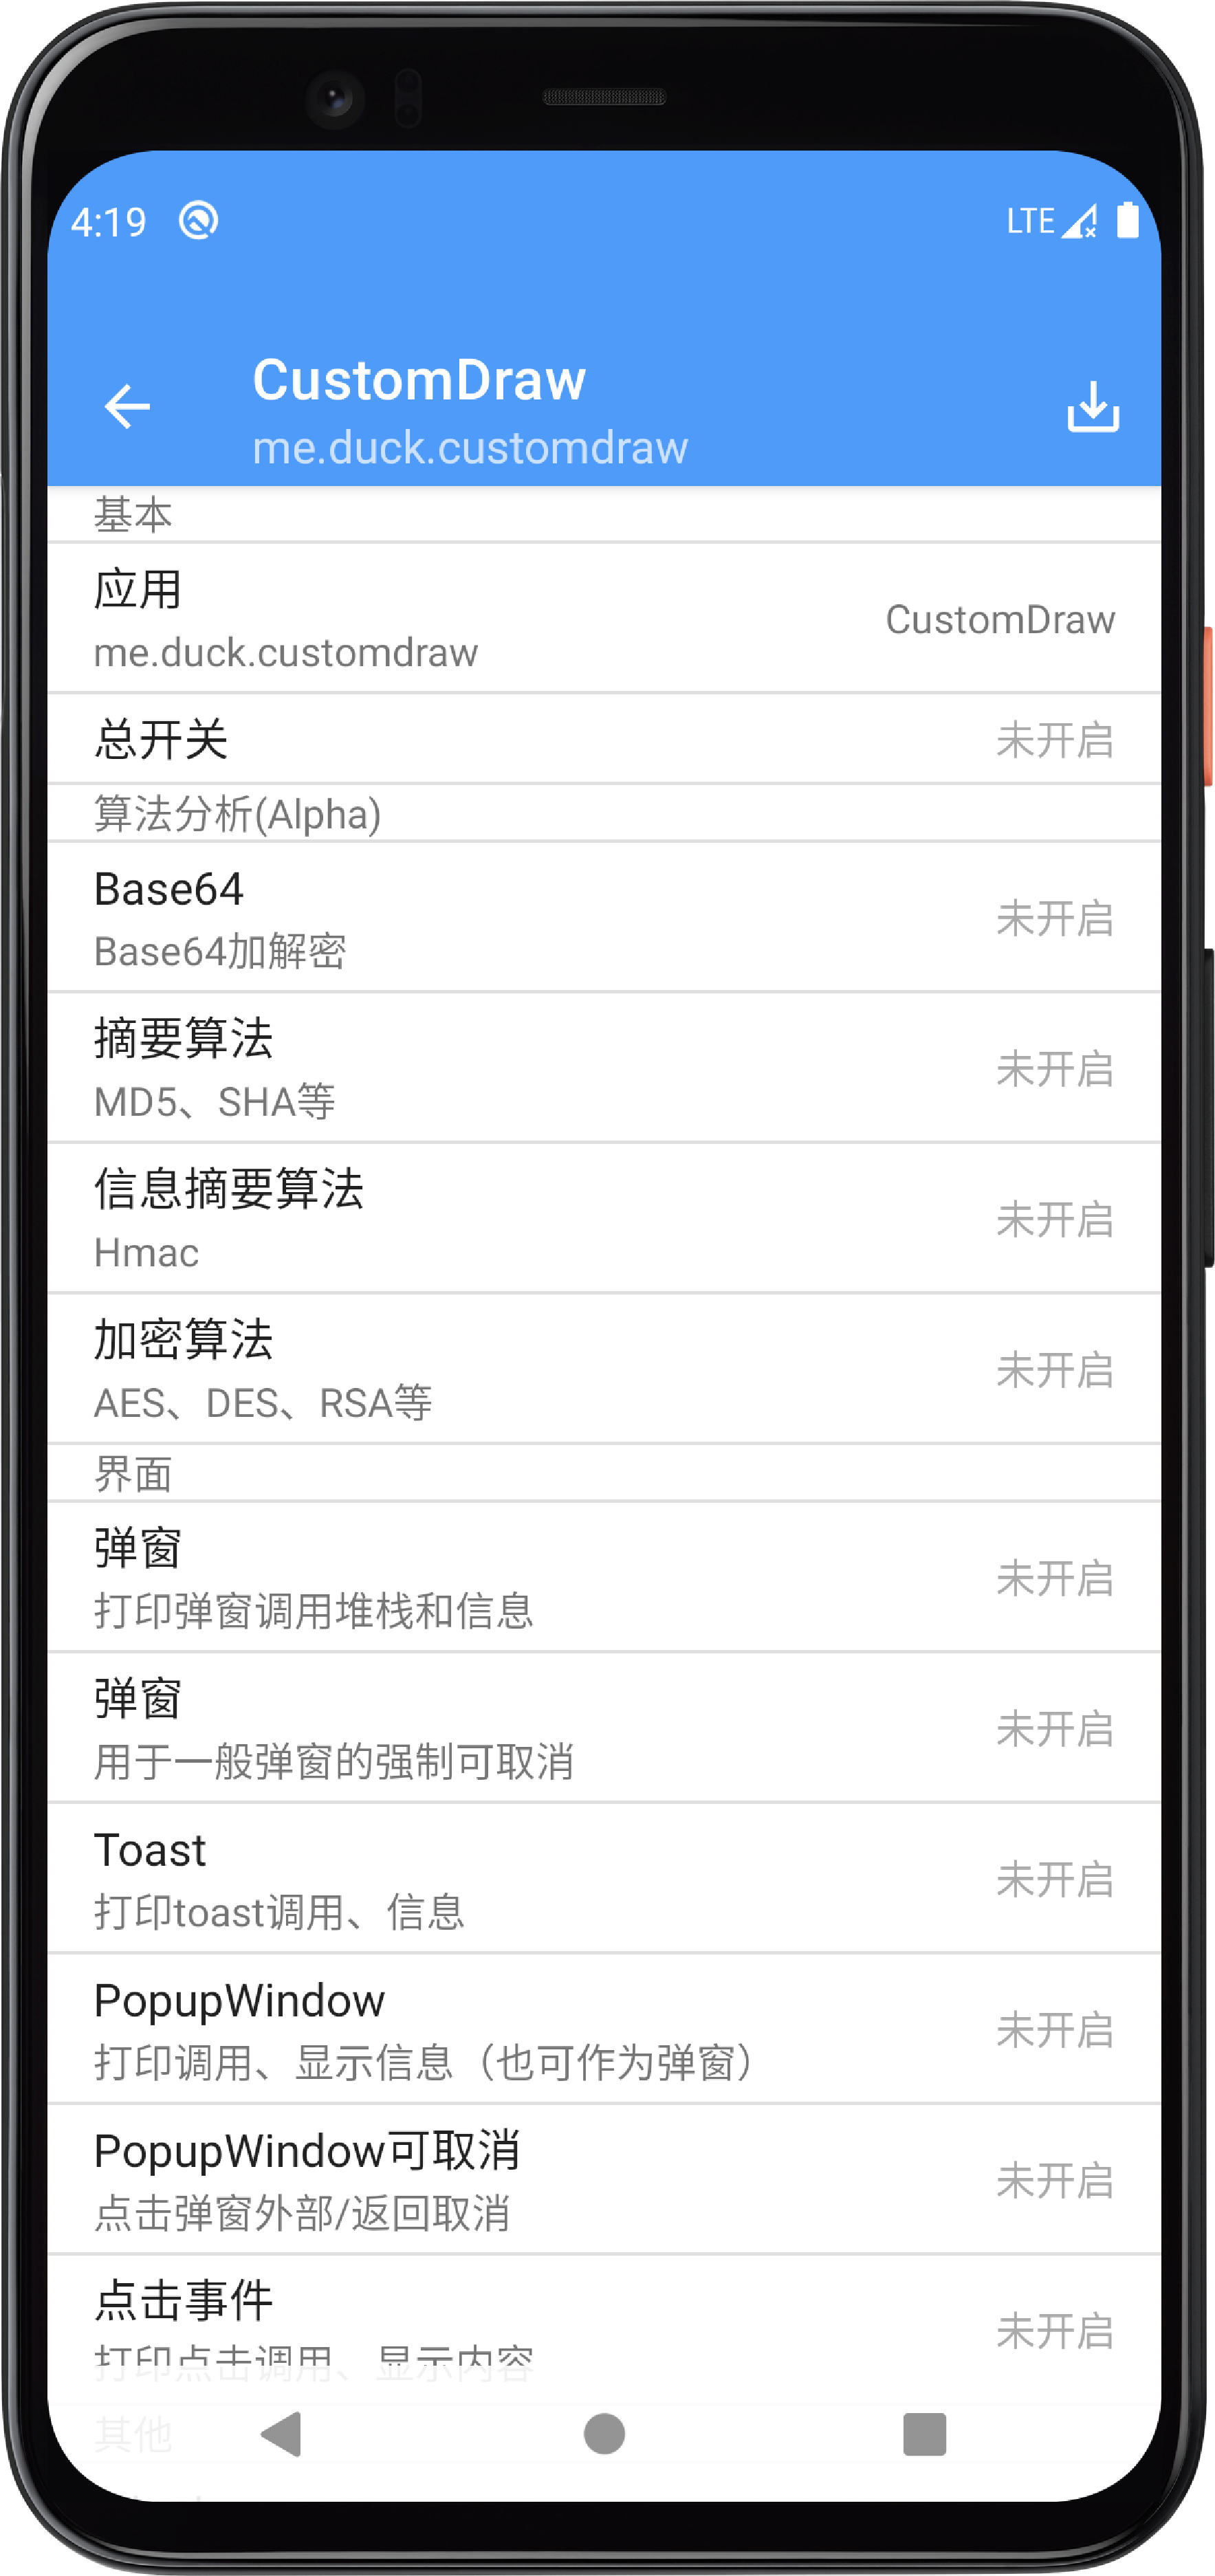 4:19
LTE
CustomDraw
me.duck.customdraw
基本
应用
CustomDraw
me.duck.customdraw
总开关
未开启
算法分析(Alpha)
Base64
未开启
Base64加解密
摘要算法
未开启
MD5、SHA等
信息摘要算法
未开启
Hmac
加密算法
未开启
AES、DES、RSA等
界面
弹窗
未开启
打印弹窗调用堆栈和信息
弹窗
未开启
用于一般弹窗的强制可取消
Toast
未开启
打印toast调用、信息
PopupWindow
未开启
打印调用、显示信息（也可作为弹窗）
PopupWindow可取消
未开启
点击弹窗外部/返回取消
点击事件
未开启
打印点击调用、显示内容
其他